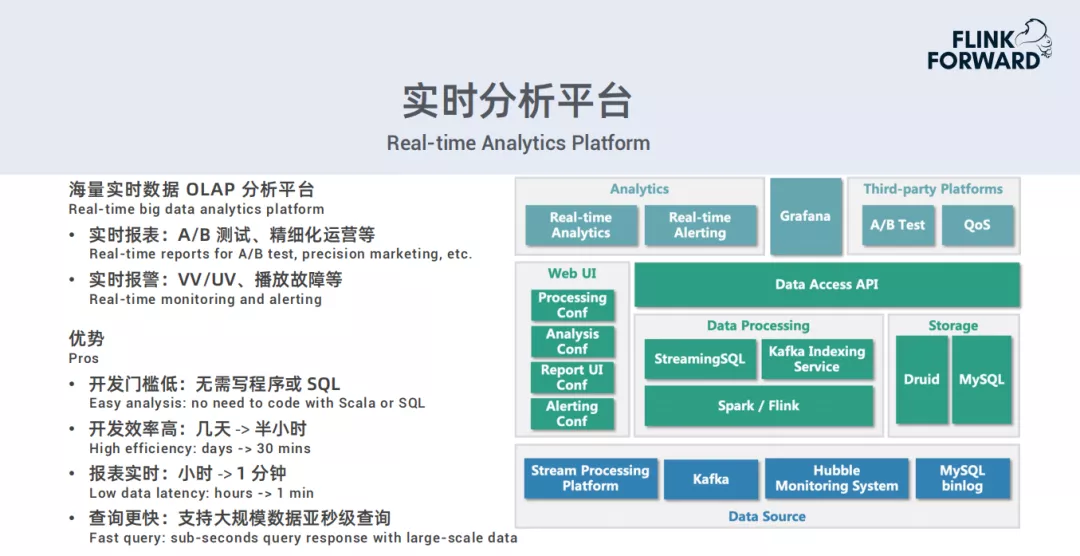 FLINK
FORWARD
实时分析平台
Real-time Analytics Platform
海量实时数据 OLAP 分析平台
Real-time big data analytics platform
• 实时报表：A/B 测试、精细化运营等
Real-time reports for A/B test, precision marketing, etc.
• 实时报警：VV/UV、播放故障等
Real-time monitoring and alerting
优势
Pros
• 开发门槛低：无需写程序或 SQL
Easy analysis: no need to code with Scala or SQL
• 开发效率高：几天 -> 半小时
High efficiency: days -> 30 mins
• 报表实时：小时 -> 1 分钟
Low data latency: hours -> 1 min
• 查询更快：支持大规模数据亚秒级查询
Fast query: sub-seconds query response with large-scale data
Analytics
Real-time
Analytics
Real-time
Alerting
Grafana
Third-party Platforms
A/B Test
QoS
Web UI
Processing
Conf
Analysis
Conf
Report UI
Conf
Alerting
Conf
Data Access API
Data Processing
StreamingSQL
Kafka Indexing
Service
Spark / Flink
Storage
Druid
MySQL
Stream Processing
Platform
Kafka
Hubble
Monitoring System
MySQL
binlog
Data Source